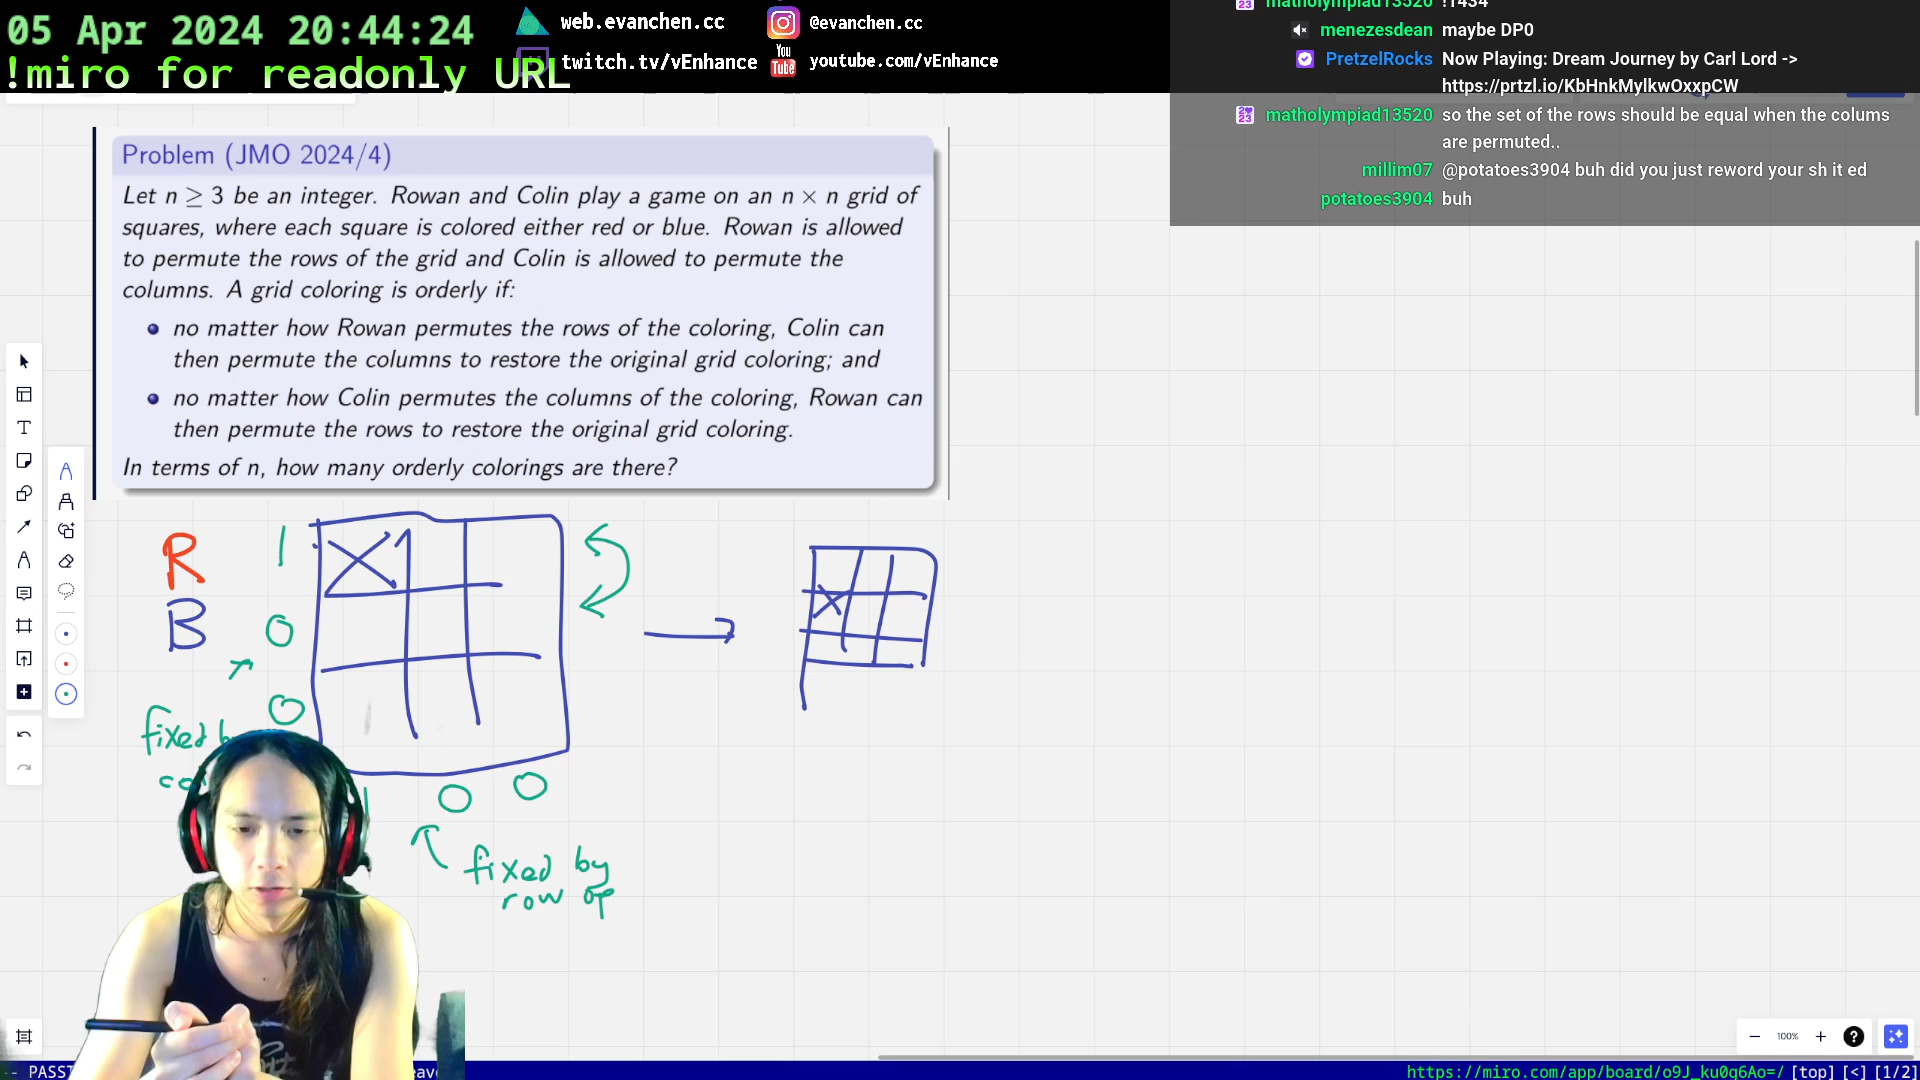 05 Apr 2024 20:44:24
!miro for readonly URL
web.evanchen.cc
@evanchen.cc
twitch.tv/vEnhance
You
Tube
youtube.com/vEnhance
matholympiad13520 !1434
menezesdean maybe DP0
PretzelRocks Now Playing: Dream Journey by Carl Lord ->
https://prtzl.io/KbHnkMylkwOxxpCW
matholympiad13520 so the set of the rows should be equal when the colums
are permuted..
millim07 @potatoes3904 buh did you just reword your sh it ed
potatoes3904 buh
Problem (JMO 2024/4)
Let n ≥ 3 be an integer. Rowan and Colin play a game on an n × n grid of
squares, where each square is colored either red or blue. Rowan is allowed
to permute the rows of the grid and Colin is allowed to permute the
columns. A grid coloring is orderly if:
• no matter how Rowan permutes the rows of the coloring, Colin can
then permute the columns to restore the original grid coloring; and
• no matter how Colin permutes the columns of the coloring, Rowan can
then permute the rows to restore the original grid coloring.
In terms of n, how many orderly colorings are there?
R
1
B
0
0
fixed
0 0
fixed by
row op
100%
https://miro.com/app/board/o9J_ku0q6Ao=/ [top] [<] [1/2]